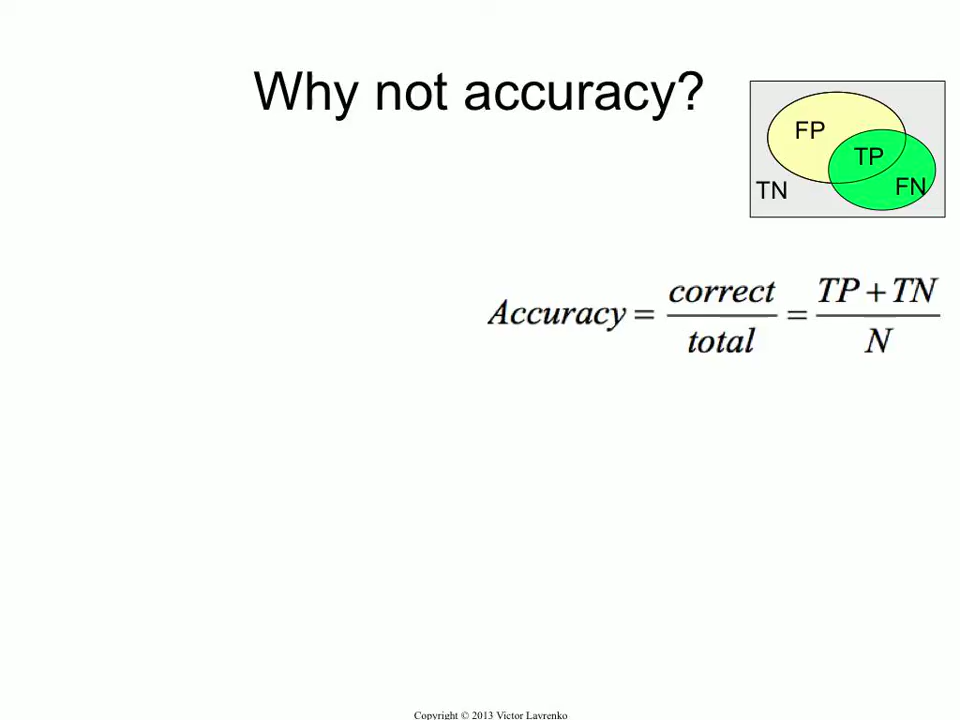 Why not accuracy?
FP
TP
FN
TN
Accuracy = correct / total = TP + TN / N
Copyright © 2013 Victor Lavrenko